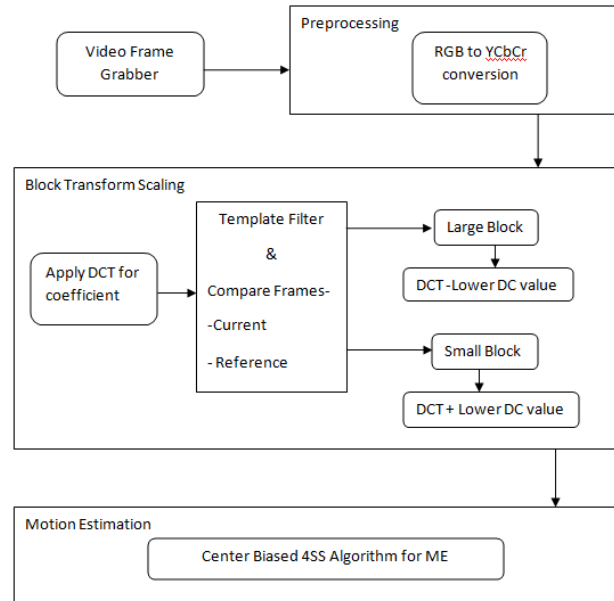 Preprocessing
Video Frame
Grabber
RGB to YCbCr
conversion
Block Transform Scaling
Apply DCT for
coefficient
Template Filter
&
Compare Frames-
-Current
- Reference
Large Block
DCT-Lower DC value
Small Block
DCT+ Lower DC value
Motion Estimation
Center Biased 4SS Algorithm for ME